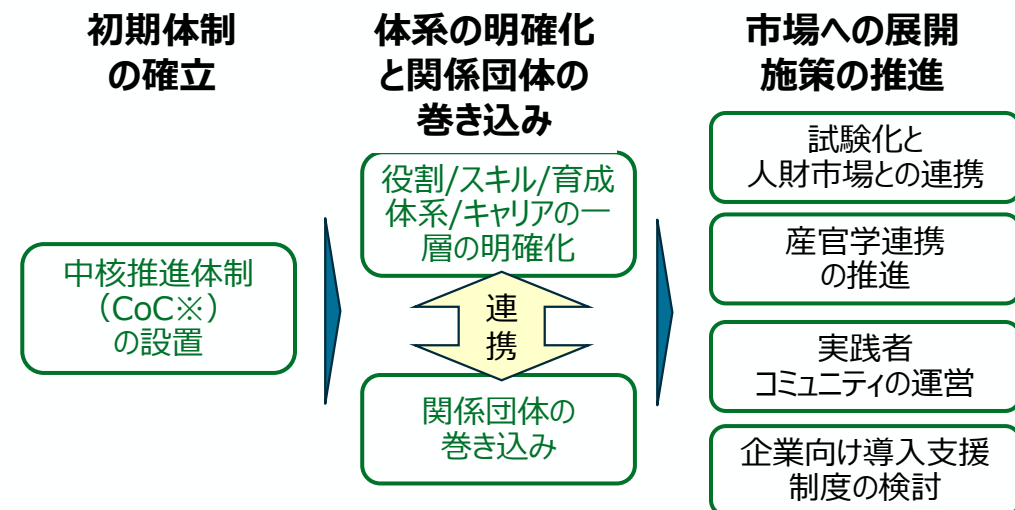 初期体制
の確立
体系の明確化
と関係団体の
巻き込み
市場への展開
施策の推進
中核推進体制
（CoC※）
の設置
役割/スキル/育成
体系/キャリアの一
層の明確化
連
携
関係団体の
巻き込み
試験化と
人財市場との連携
産官学連携
の推進
実践者
コミュニティの運営
企業向け導入支援
制度の検討